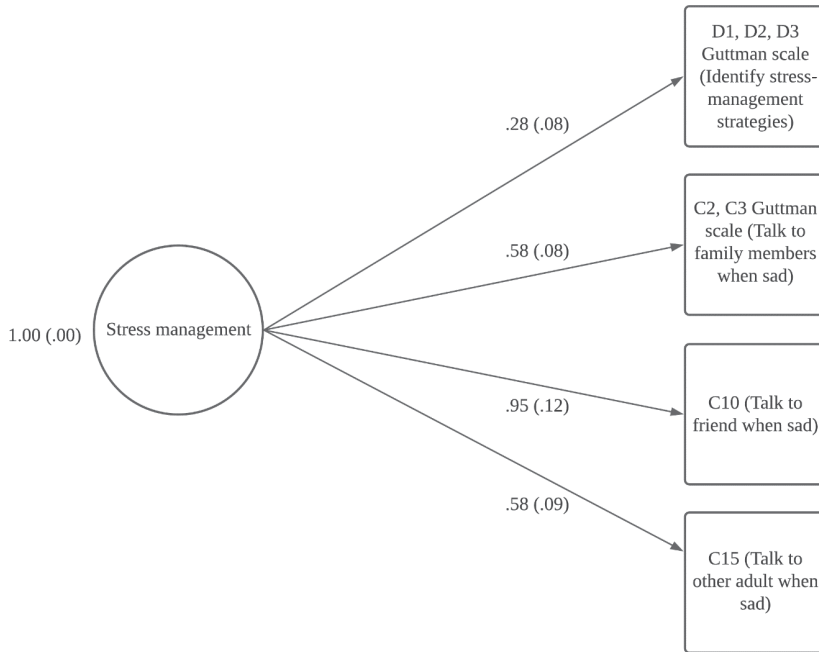 D1, D2, D3
Guttman scale
(Identify stress-
management
strategies)
.28 (.08)
C2, C3 Guttman
scale (Talk to
family members
when sad)
.58 (.08)
1.00 (.00)
Stress management
C10 (Talk to
friend when sad)
.95 (.12)
.58 (.09)
C15 (Talk to
other adult when
sad)